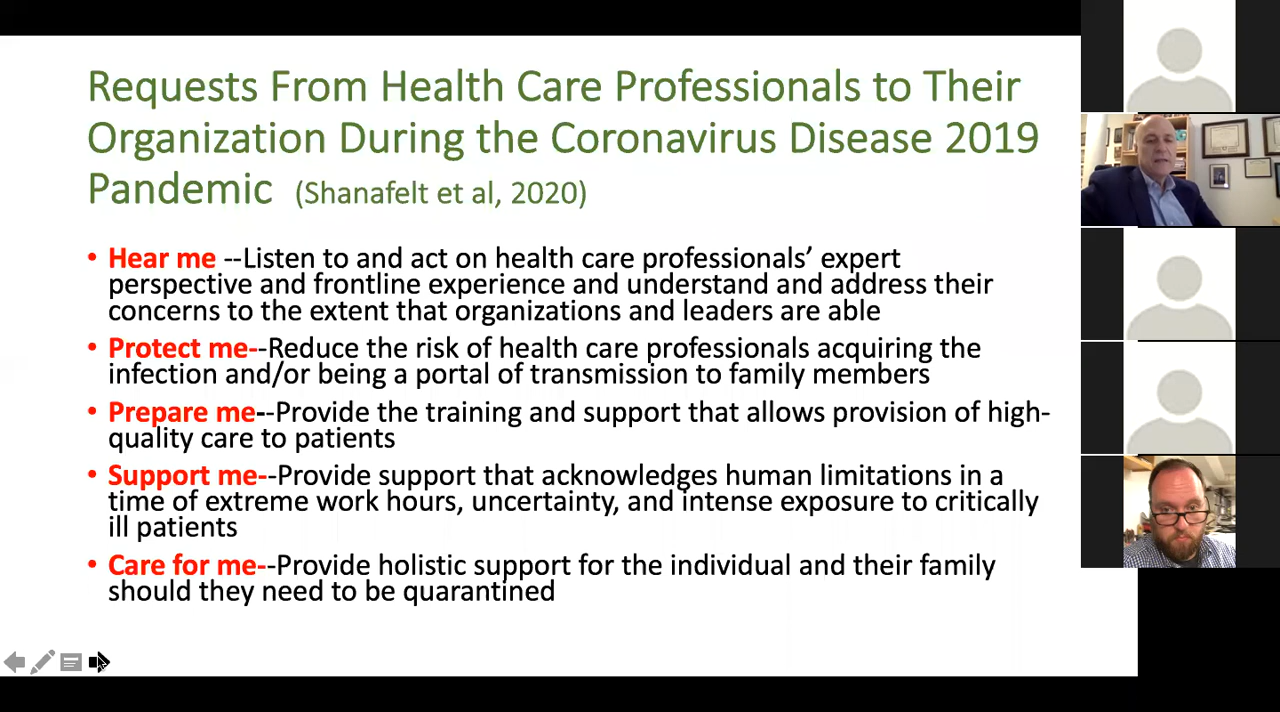 Requests From Health Care Professionals to Their
Organization During the Coronavirus Disease 2019
Pandemic (Shanafelt et al, 2020)
• Hear me --Listen to and act on health care professionals’ expert
perspective and frontline experience and understand and address their
concerns to the extent that organizations and leaders are able
• Protect me--Reduce the risk of health care professionals acquiring the
infection and/or being a portal of transmission to family members
• Prepare me--Provide the training and support that allows provision of high-
quality care to patients
• Support me--Provide support that acknowledges human limitations in a
time of extreme work hours, uncertainty, and intense exposure to critically
ill patients
• Care for me--Provide holistic support for the individual and their family
should they need to be quarantined